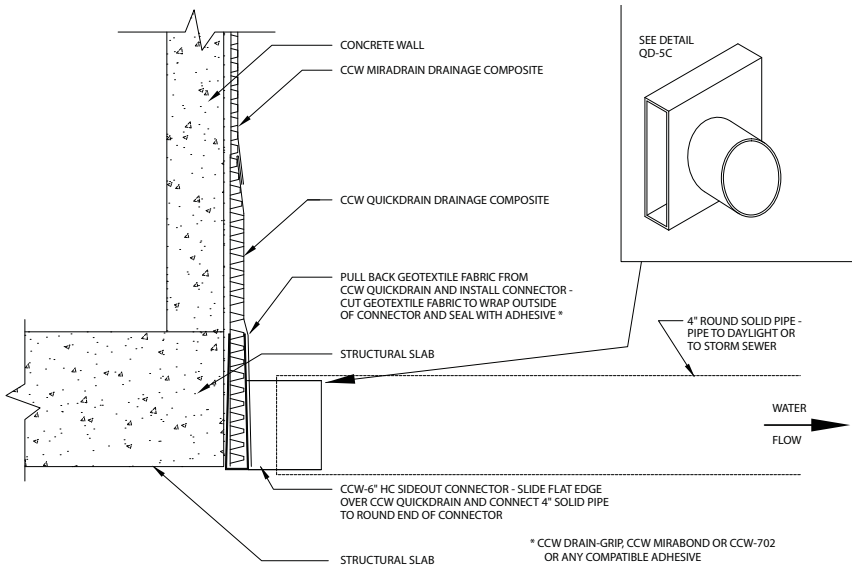 CONCRETE WALL
CCW MIRADRAIN DRAINAGE COMPOSITE
SEE DETAIL
QD-5C
CCW QUICKDRAIN DRAINAGE COMPOSITE
PULL BACK GEOTEXTILE FABRIC FROM
CCW QUICKDRAIN AND INSTALL CONNECTOR -
CUT GEOTEXTILE FABRIC TO WRAP OUTSIDE
OF CONNECTOR AND SEAL WITH ADHESIVE *
4" ROUND SOLID PIPE -
PIPE TO DAYLIGHT OR
TO STORM SEWER
STRUCTURAL SLAB
WATER
FLOW
CCW-6" HC SIDEOUT CONNECTOR - SLIDE FLAT EDGE
OVER CCW QUICKDRAIN AND CONNECT 4" SOLID PIPE
TO ROUND END OF CONNECTOR
* CCW DRAIN-GRIP, CCW MIRABOND OR CCW-702
OR ANY COMPATIBLE ADHESIVE
STRUCTURAL SLAB